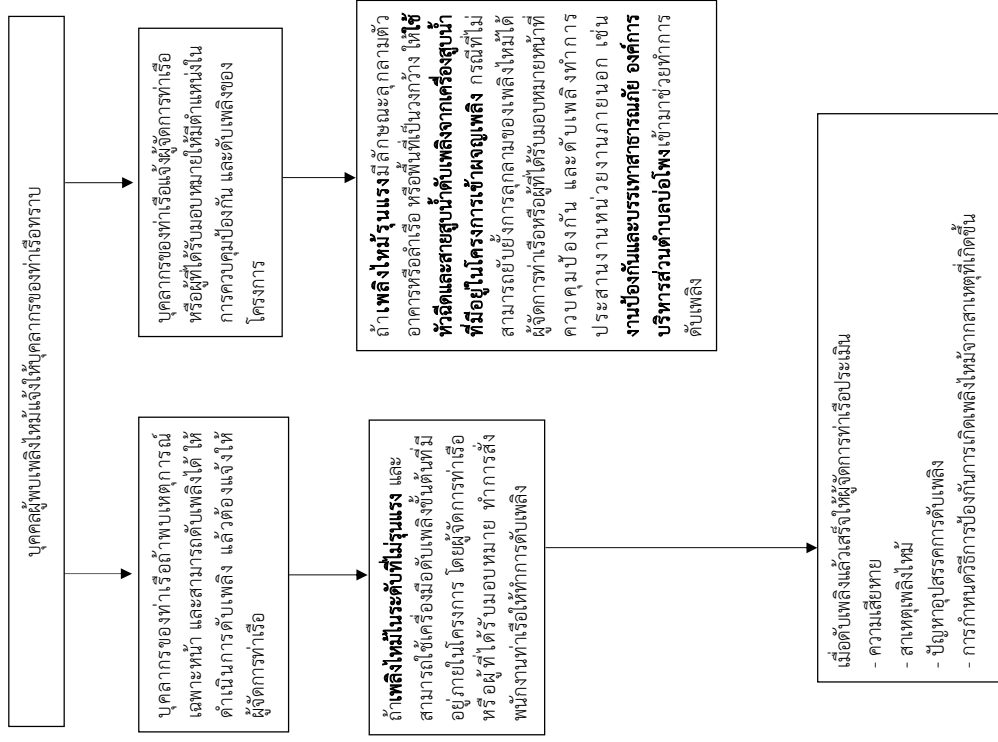 บุคคลผู้พบเพลิงไหม้แจ้งให้บุคลากรของท่าเรือทราบ
บุคลากรของท่าเรือถ้าพบเหตุการณ์
เฉพาะหน้า และสามารถดับเพลิงได้ ให้
ดำเนินการดับเพลิง แล้วต้องแจ้งให้
ผู้จัดการท่าเรือ
บุคลากรของท่าเรือแจ้งผู้จัดการท่าเรือ
หรือผู้ที่ได้รับมอบหมายให้มีตำแหน่งใน
การควบคุมป้องกัน และดับเพลิงของ
โครงการ
ถ้าเพลิงไหม้ในระดับที่ไม่รุนแรง และ
สามารถใช้เครื่องมือดับเพลิงขั้นต้นที่มี
อยู่ภายในโครงการ โดยผู้จัดการท่าเรือ
หรือผู้ที่ได้รับมอบหมาย ทำการสั่ง
พนักงานท่าเรือให้ทำการดับเพลิง
ถ้าเพลิงไหม้รุนแรงมีลักษณะลุกลามตัว
อาคารหรือลำเรือ หรือพื้นที่เป็นวงกว้าง ให้ใช้
หัวฉีดและสายสูบน้ำดับเพลิงจากเครื่องสูบน้ำ
ที่มีอยู่ในโครงการเข้าผจญเพลิง กรณีที่ไม่
สามารถยับยั้งการลุกลามของเพลิงไหม้ได้
ผู้จัดการท่าเรือหรือผู้ที่ได้รับมอบหมายหน้าที่
ควบคุมป้องกัน และดับเพลิงทำการ
ประสานงานหน่วยงานภายนอก เช่น
งานป้องกันและบรรเทาสาธารณภัย องค์การ
บริหารส่วนตำบลบ่อโพงเข้ามาช่วยทำการ
ดับเพลิง
เมื่อดับเพลิงแล้วเสร็จให้ผู้จัดการท่าเรือประเมิน
- ความเสียหาย
- สาเหตุเพลิงไหม้
- ปัญหาอุปสรรคการดับเพลิง
- การกำหนดวิธีการป้องกันการเกิดเพลิงไหม้จากสาเหตุที่เกิดขึ้น